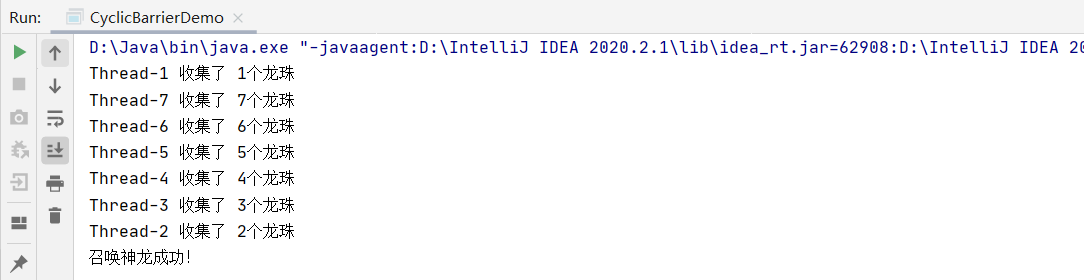 Run: CyclicBarrierDemo
D:\Java\bin\java.exe "-javaagent:D:\IntelliJ IDEA 2020.2.1\lib\idea_rt.jar=62908:D:\IntelliJ IDEA 20
Thread-1 收集了 1个龙珠
Thread-7 收集了 7个龙珠
Thread-6 收集了 6个龙珠
Thread-5 收集了 5个龙珠
Thread-4 收集了 4个龙珠
Thread-3 收集了 3个龙珠
Thread-2 收集了 2个龙珠
召唤神龙成功!